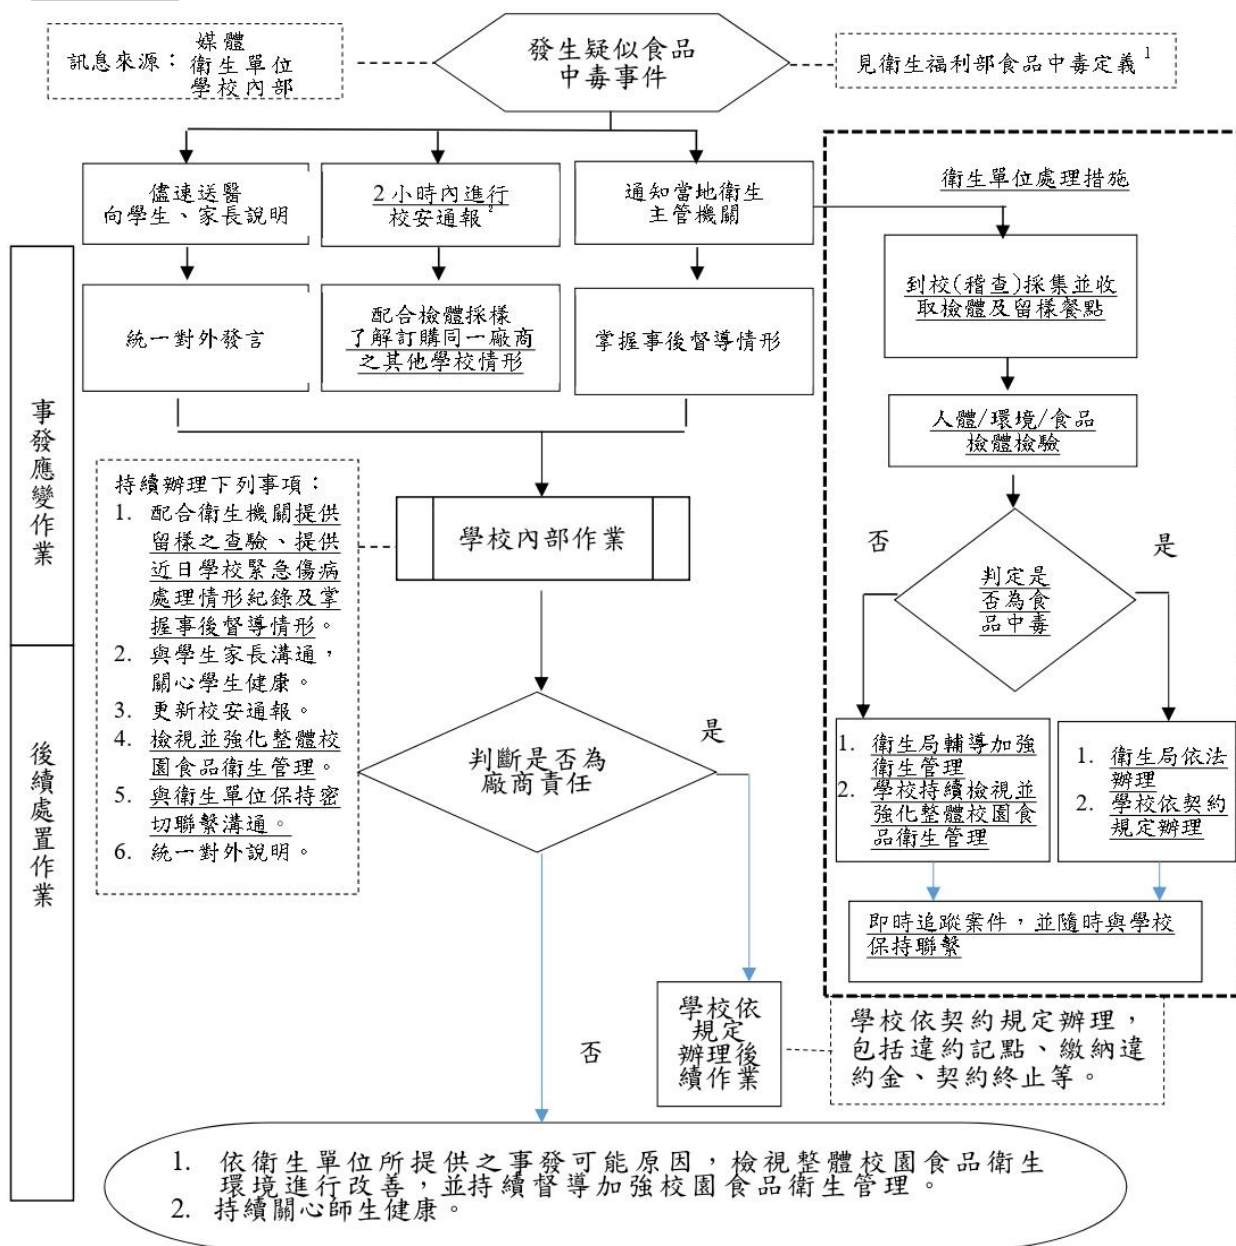 媒體
訊息來源：衛生單位
學校內部
發生疑似食品
中毒事件
見衛生福利部食品中毒定義1
儘速送醫
向學生、家長說明
2小時內進行
校安通報2
通知當地衛生
主管機關
衛生單位處理措施
統一對外發言
配合檢體採樣
了解訂購同一廠商
之其他學校情形
掌握事後督導情形
到校(稽查)採集並收
取檢體及留樣餐點
人體/環境/食品
檢體檢驗
事發應變作業
持續辦理下列事項：
1. 配合衛生機關提供
留樣之查驗、提供
近日學校緊急傷病
處理情形紀錄及掌
握事後督導情形。
2. 與學生家長溝通，
關心學生健康。
3. 更新校安通報。
4. 檢視並強化整體校
園食品衛生管理。
5. 與衛生單位保持密
切聯繫溝通。
6. 統一對外說明。
學校內部作業
否
是
判定是
否為食
品中毒
後續處置作業
判斷是否為
廠商責任
是
1. 衛生局輔導加強
衛生管理
2. 學校持續檢視並
強化整體校園食
品衛生管理
1. 衛生局依法
辦理
2. 學校依契約
規定辦理
即時追蹤案件，並隨時與學校
保持聯繫
否
學校依
規定
辦理後
續作業
學校依契約規定辦理，
包括違約記點、繳納違
約金、契約終止等。
1. 依衛生單位所提供之事發可能原因，檢視整體校園食品衛生
環境進行改善，並持續督導加強校園食品衛生管理。
2. 持續關心師生健康。